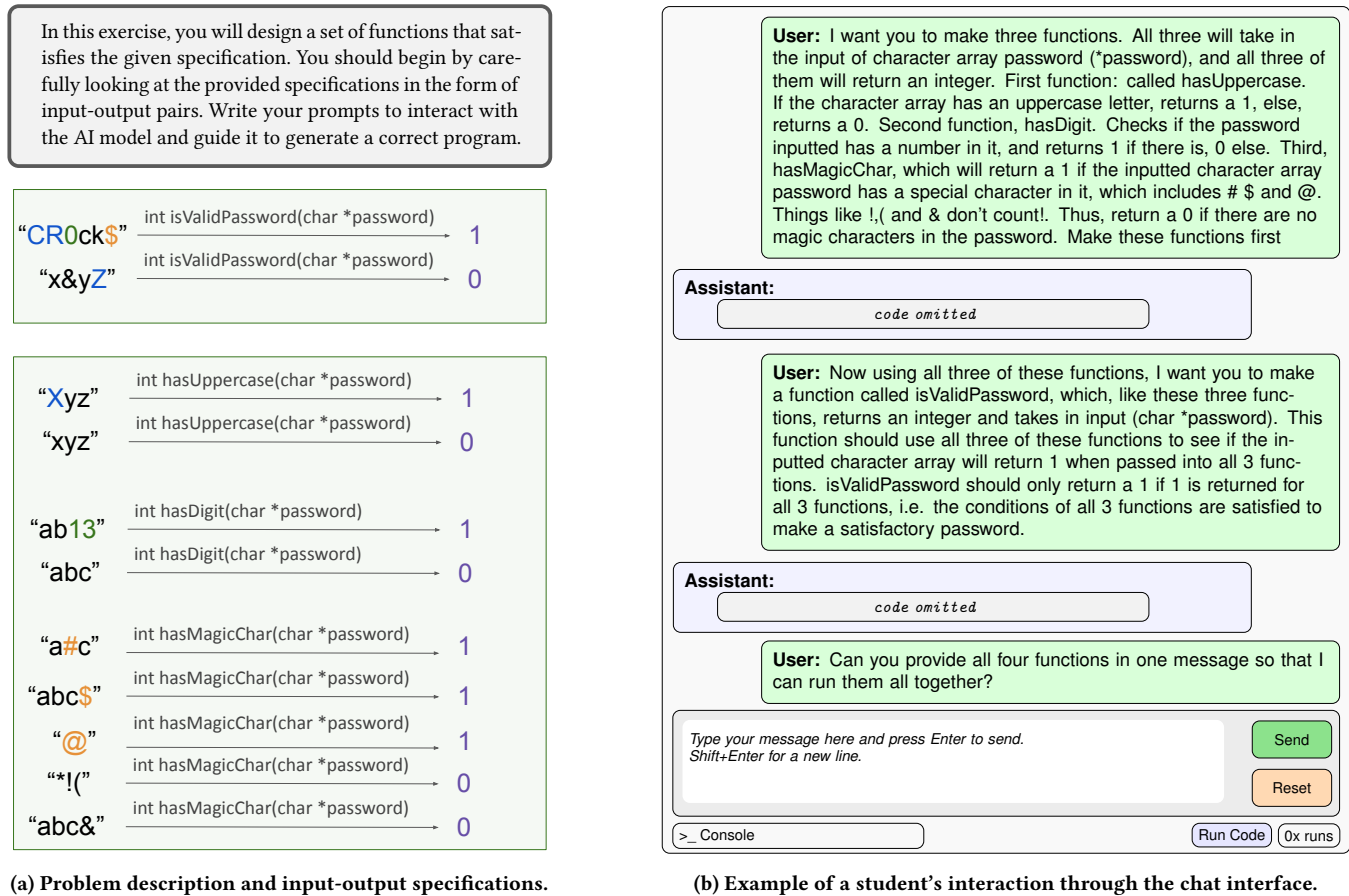 In this exercise, you will design a set of functions that sat-
isfies the given specification. You should begin by care-
fully looking at the provided specifications in the form of
input-output pairs. Write your prompts to interact with
the AI model and guide it to generate a correct program.
“CR0ck$” int isValidPassword(char *password) 1
“x&yZ” int isValidPassword(char *password) 0
“Xyz” int hasUppercase(char *password) 1
“xyz” int hasUppercase(char *password) 0
“ab13” int hasDigit(char *password) 1
“abc” int hasDigit(char *password) 0
“a#c” int hasMagicChar(char *password) 1
“abc$” int hasMagicChar(char *password) 1
“@” int hasMagicChar(char *password) 1
“*!(” int hasMagicChar(char *password) 0
“abc&” int hasMagicChar(char *password) 0
(a) Problem description and input-output specifications.
User: I want you to make three functions. All three will take in
the input of character array password (*password), and all three of
them will return an integer. First function: called hasUppercase.
If the character array has an uppercase letter, returns a 1, else,
returns a 0. Second function, hasDigit. Checks if the password
inputted has a number in it, and returns 1 if there is, 0 else. Third,
hasMagicChar, which will return a 1 if the inputted character array
password has a special character in it, which includes # $ and @.
Things like !,( and & don’t count!. Thus, return a 0 if there are no
magic characters in the password. Make these functions first
Assistant:
code omitted
User: Now using all three of these functions, I want you to make
a function called isValidPassword, which, like these three func-
tions, returns an integer and takes in input (char *password). This
function should use all three of these functions to see if the in-
putted character array will return 1 when passed into all 3 func-
tions. isValidPassword should only return a 1 if 1 is returned for
all 3 functions, i.e. the conditions of all 3 functions are satisfied to
make a satisfactory password.
Assistant:
code omitted
User: Can you provide all four functions in one message so that I
can run them all together?
Type your message here and press Enter to send.
Shift+Enter for a new line.
Send
Reset
>_ Console
Run Code
0x runs
(b) Example of a student’s interaction through the chat interface.